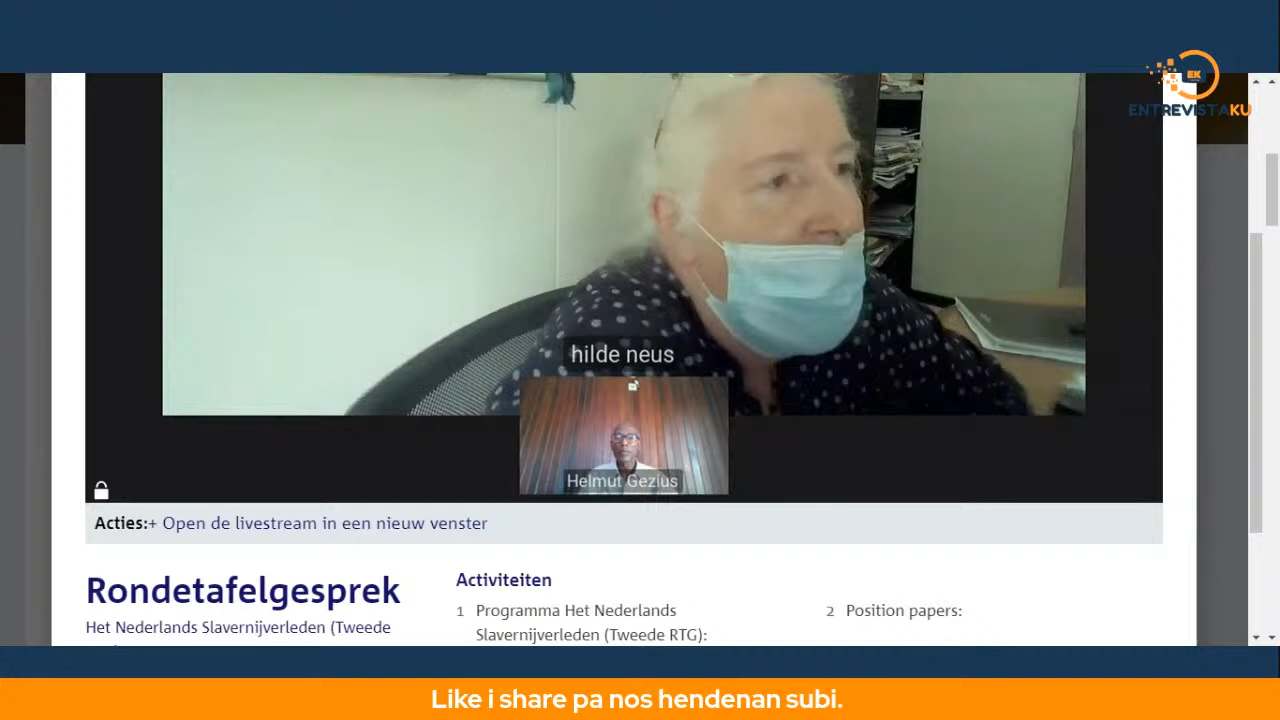 EK
ENTREVISTAKU
hilde neus
Helmut Gezius
Acties:+ Open de livestream in een nieuw venster
Rondetafelgesprek
Het Nederlands Slavernijverleden (Tweede
Activiteiten
1 Programma Het Nederlands
Slavernijverleden (Tweede RTG):
2 Position papers:
Like i share pa nos hendenan subi.